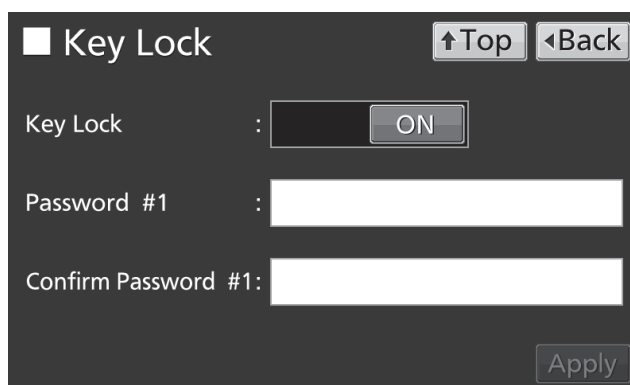 Key Lock
Top
Back
Key Lock :
ON
Password #1 :
Confirm Password #1:
Apply